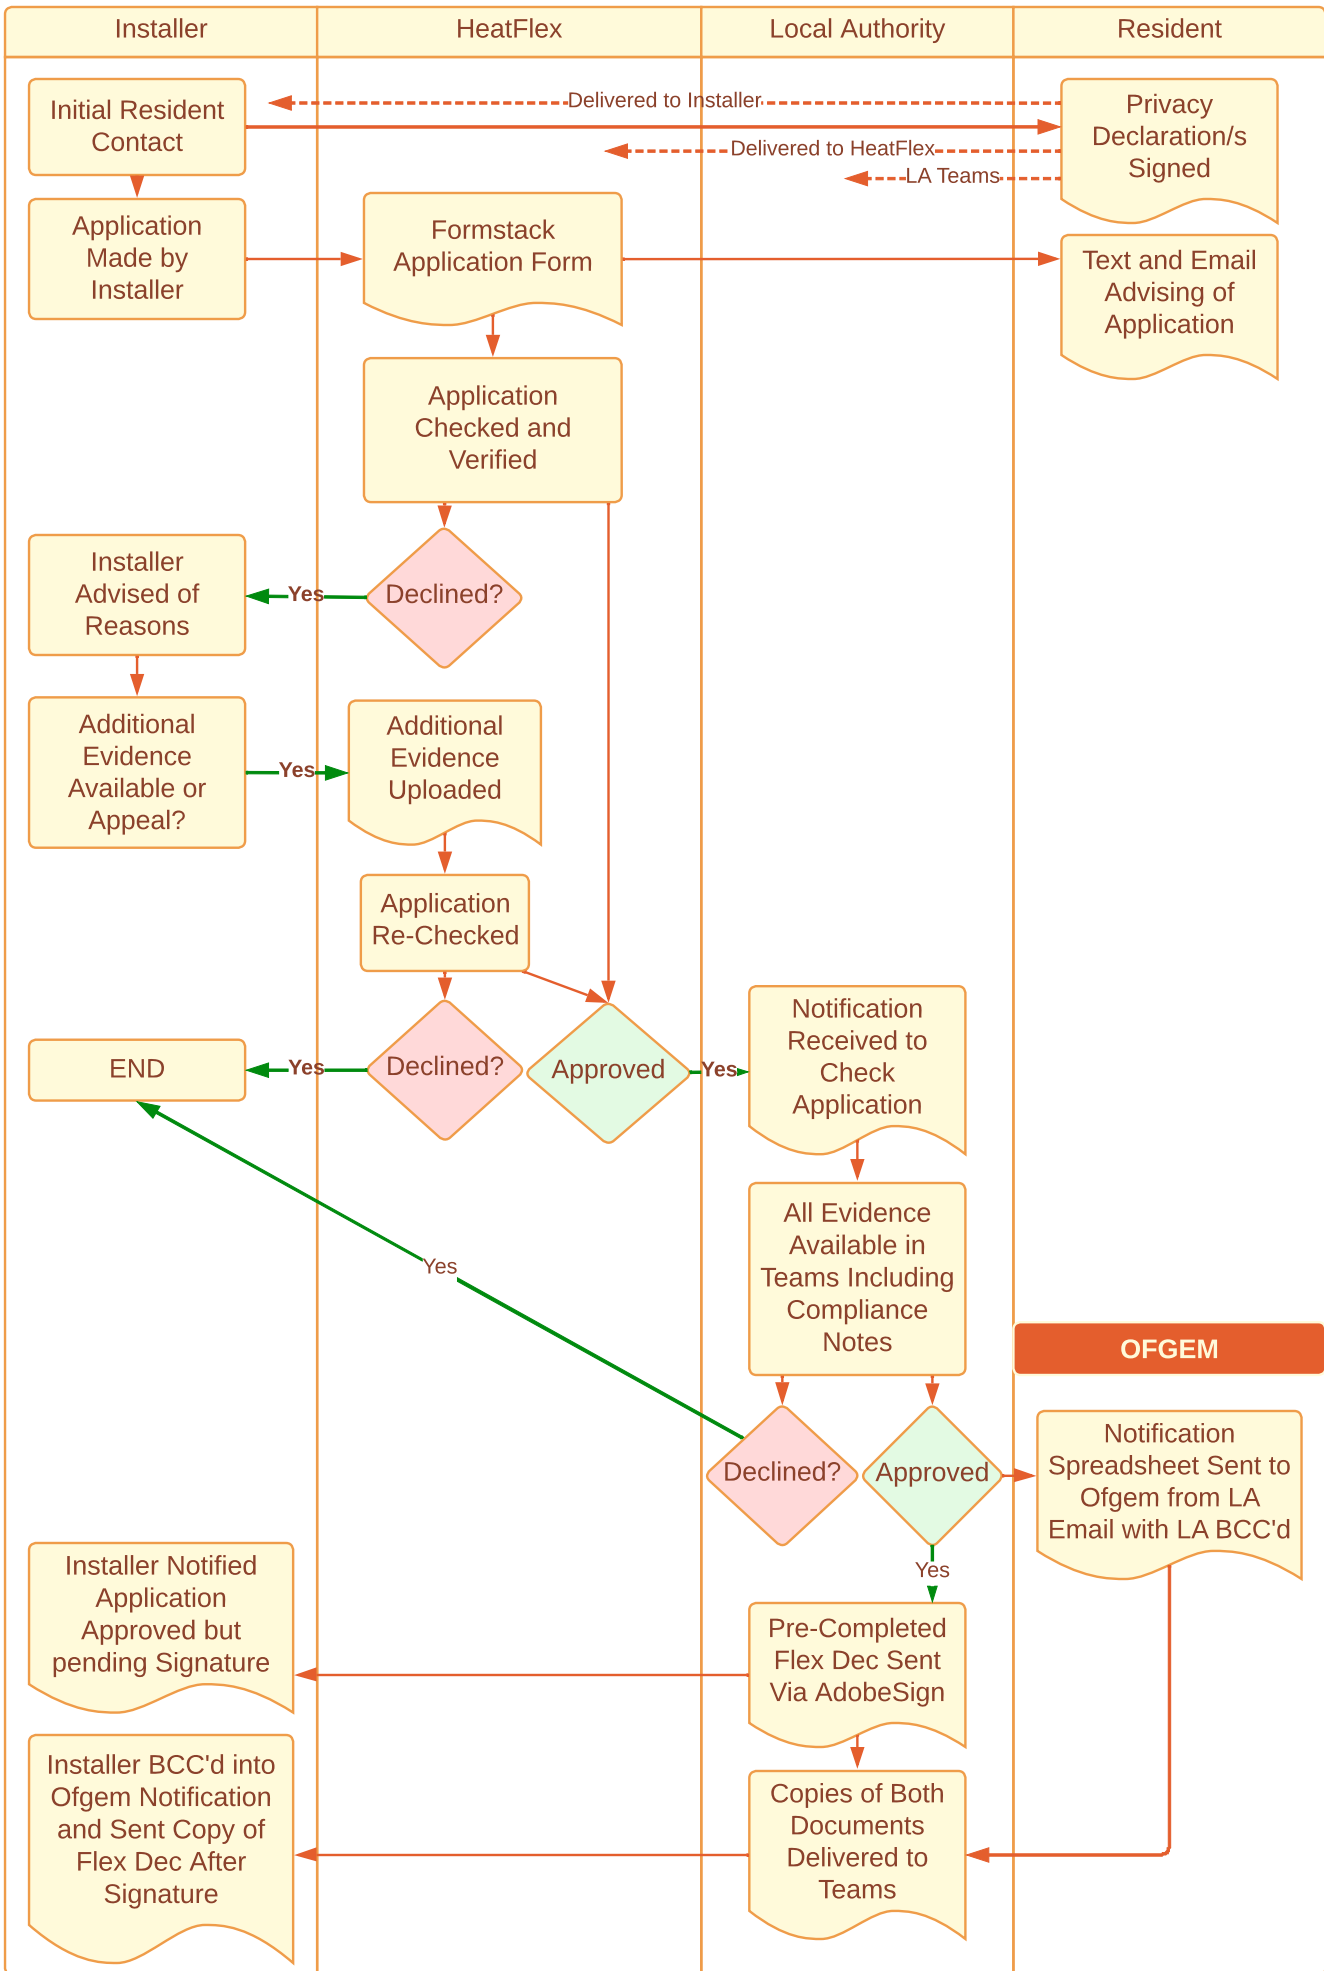 Installer
HeatFlex
Local Authority
Resident
Initial Resident
Contact
Delivered to Installer
Delivered to HeatFlex
LA Teams
Privacy
Declaration/s
Signed
Application
Made by
Installer
Formstack
Application Form
Text and Email
Advising of
Application
Application
Checked and
Verified
Installer
Advised of
Reasons
Yes
Declined?
Additional
Evidence
Available or
Appeal?
Yes
Additional
Evidence
Uploaded
Application
Re-Checked
END
Yes
Declined?
Approved
Yes
Notification
Received to
Check
Application
All Evidence
Available in
Teams Including
Compliance
Notes
Yes
OFGEM
Declined?
Approved
Notification
Spreadsheet Sent to
Ofgem from LA
Email with LA BCC'd
Yes
Installer Notified
Application
Approved but
pending Signature
Pre-Completed
Flex Dec Sent
Via AdobeSign
Installer BCC'd into
Ofgem Notification
and Sent Copy of
Flex Dec After
Signature
Copies of Both
Documents
Delivered to
Teams